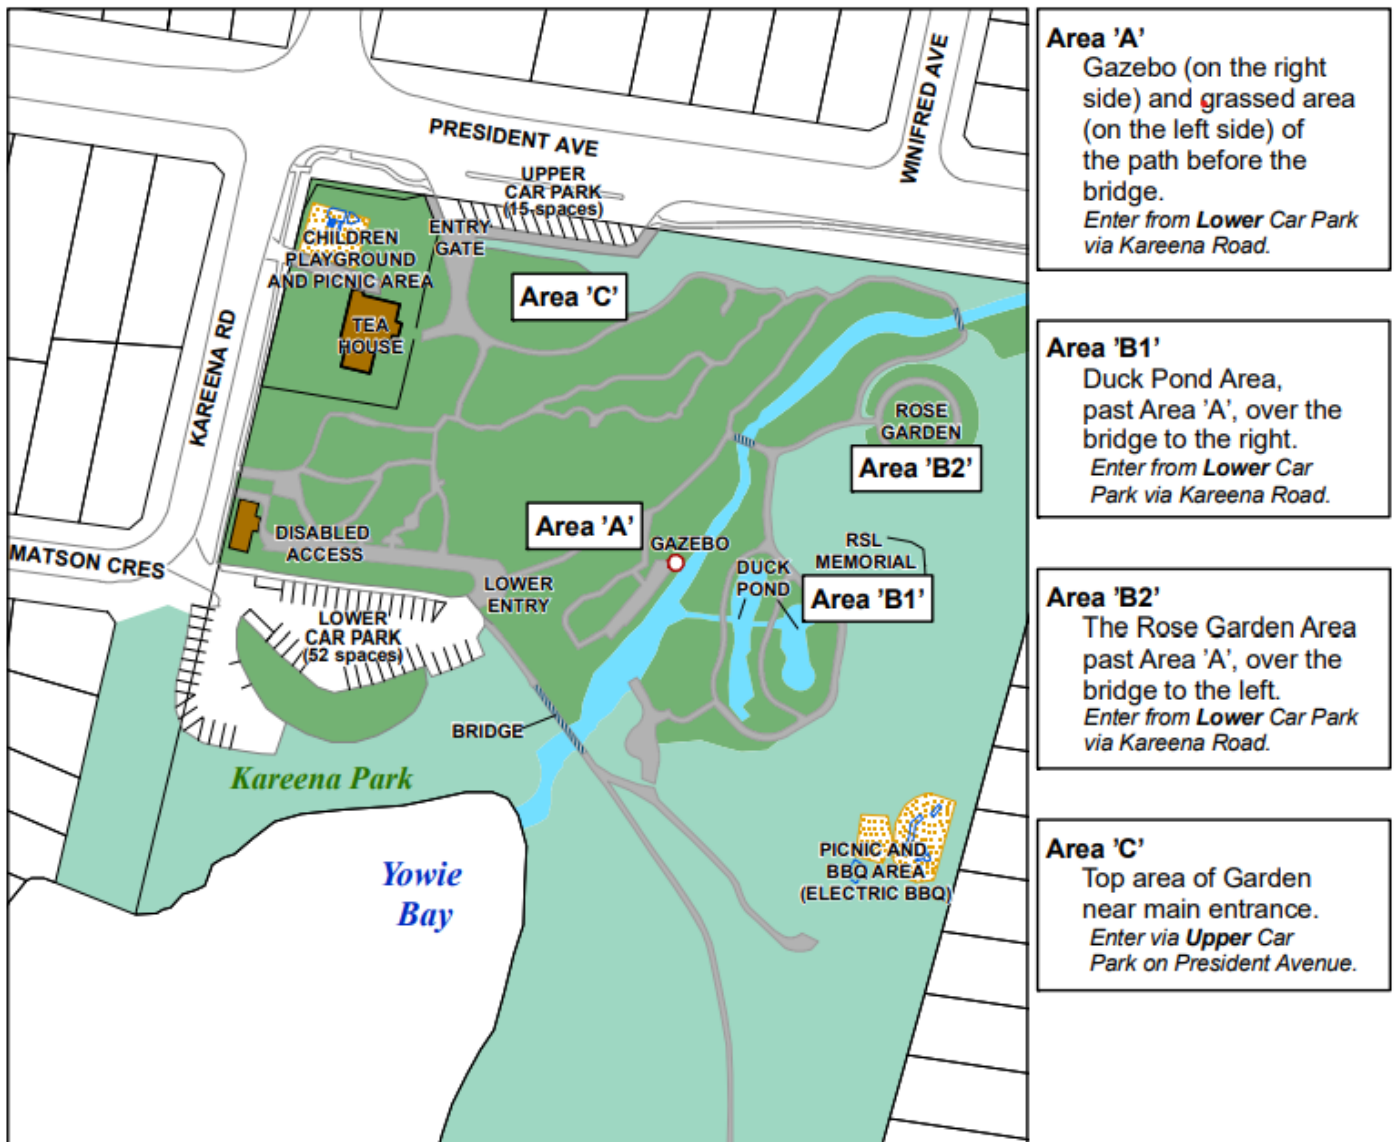 PRESIDENT AVE
WINIFRED AVE
UPPER
CAR PARK
(15 spaces)
ENTRY
GATE
CHILDREN
PLAYGROUND
AND PICNIC AREA
Area 'C'
TEA
HOUSE
KAREENA RD
ROSE
GARDEN
Area 'B2'
Area 'A'
GAZEBO
DISABLED
ACCESS
MATSON CRES
LOWER
ENTRY
DUCK
POND
RSL
MEMORIAL
Area 'B1'
LOWER
CAR PARK
(52 spaces)
BRIDGE
Kareena Park
Yowie
Bay
PICNIC AND
BBQ AREA
(ELECTRIC BBQ)
Area 'A'
Gazebo (on the right
side) and grassed area
(on the left side) of
the path before the
bridge.
Enter from Lower Car Park
via Kareena Road.
Area 'B1'
Duck Pond Area,
past Area 'A', over the
bridge to the right.
Enter from Lower Car
Park via Kareena Road.
Area 'B2'
The Rose Garden Area
past Area 'A', over the
bridge to the left.
Enter from Lower Car Park
via Kareena Road.
Area 'C'
Top area of Garden
near main entrance.
Enter via Upper Car
Park on President Avenue.